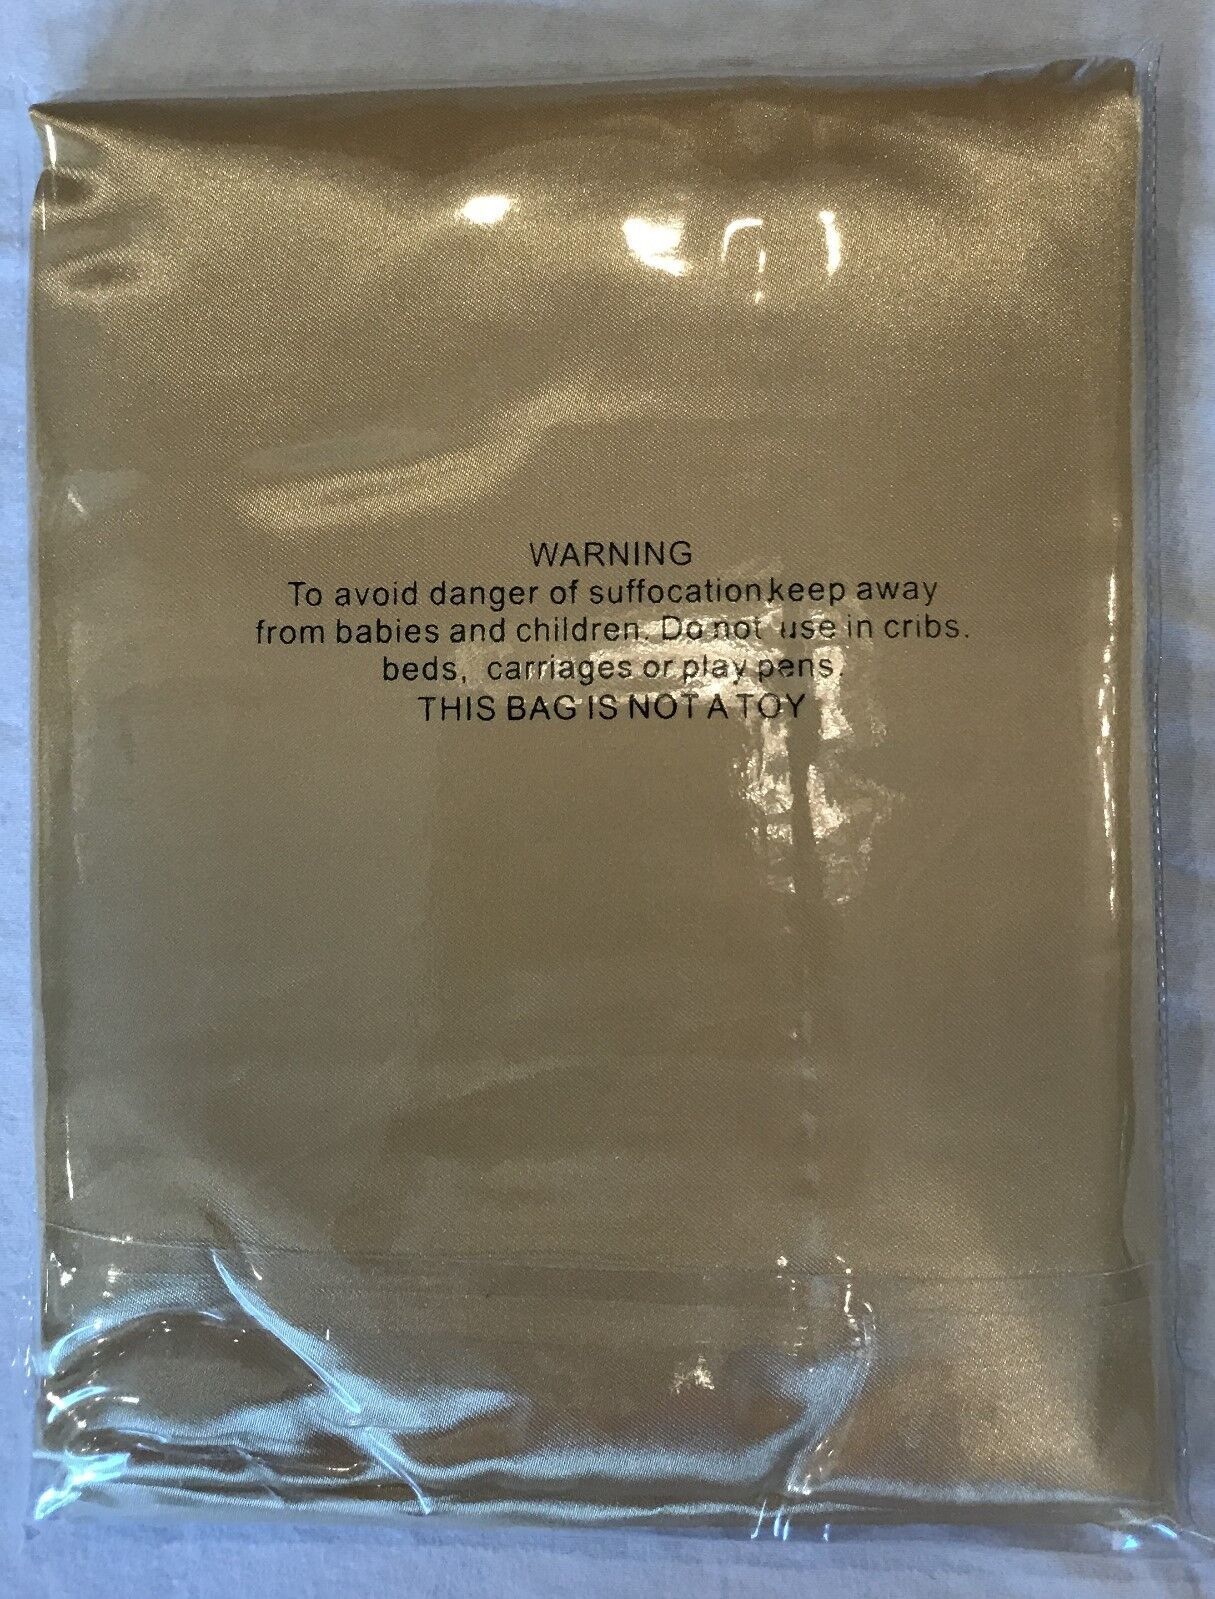 WARNING
To avoid danger of suffocation keep away
from babies and children. Do not use in cribs.
beds, carriages or play pens.
THIS BAG IS NOT A TOY